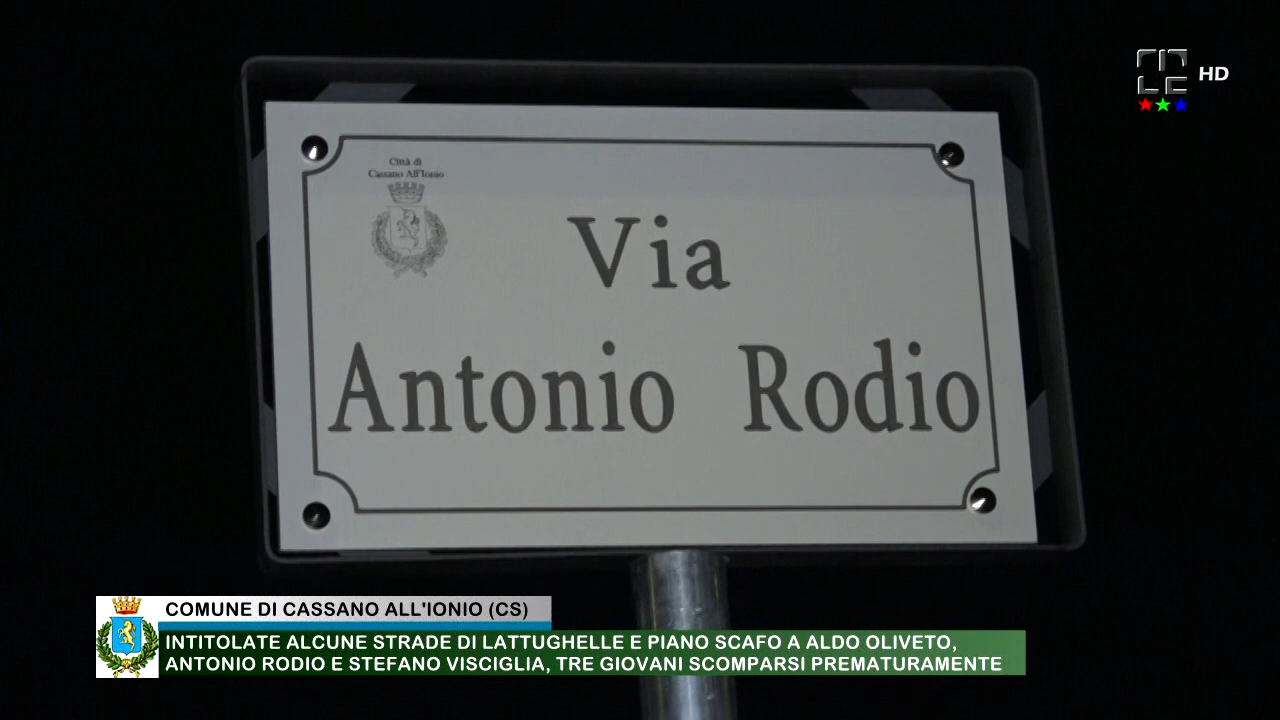 HD
Città di
Cassano All'Ionio
Via
Antonio Rodio
COMUNE DI CASSANO ALL'IONIO (CS)
INTITOLATE ALCUNE STRADE DI LATTUGHELLE E PIANO SCAFO A ALDO OLIVETO,
ANTONIO RODIO E STEFANO VISCIGLIA, TRE GIOVANI SCOMPARSI PREMATURAMENTE